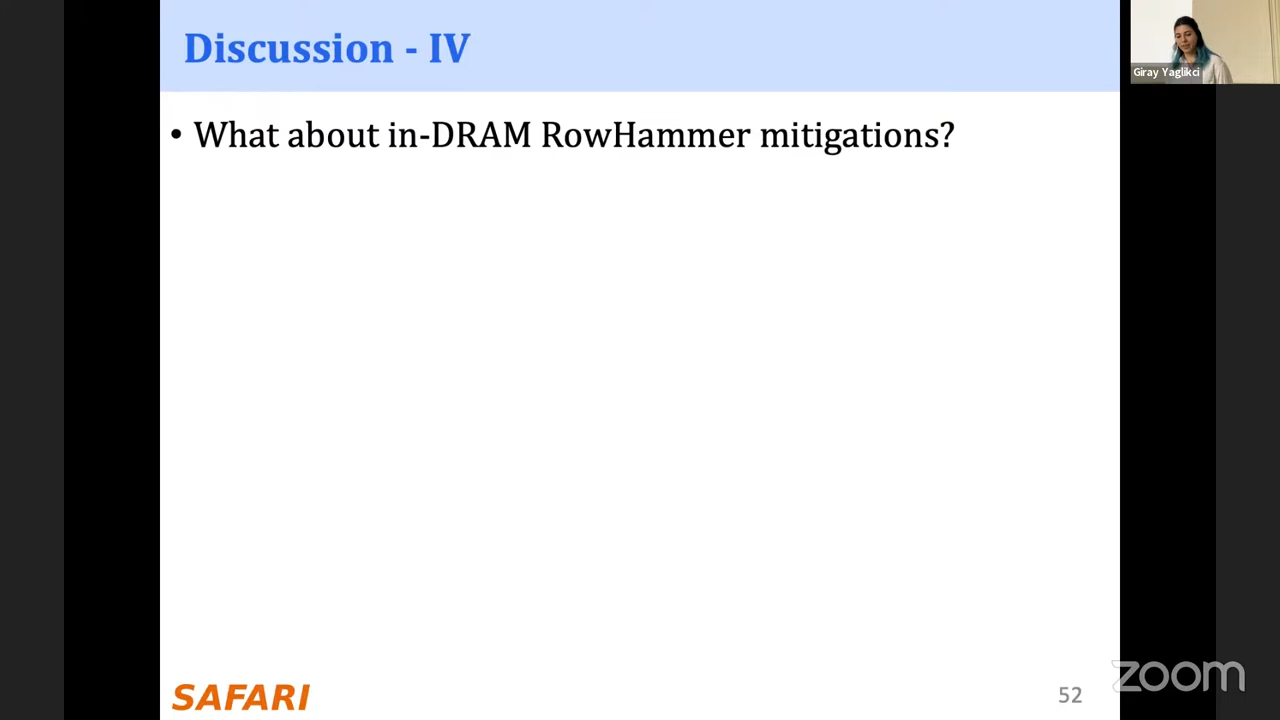 Discussion - IV
Giray Yaglikci
• What about in-DRAM RowHammer mitigations?
SAFARI
52
zoom